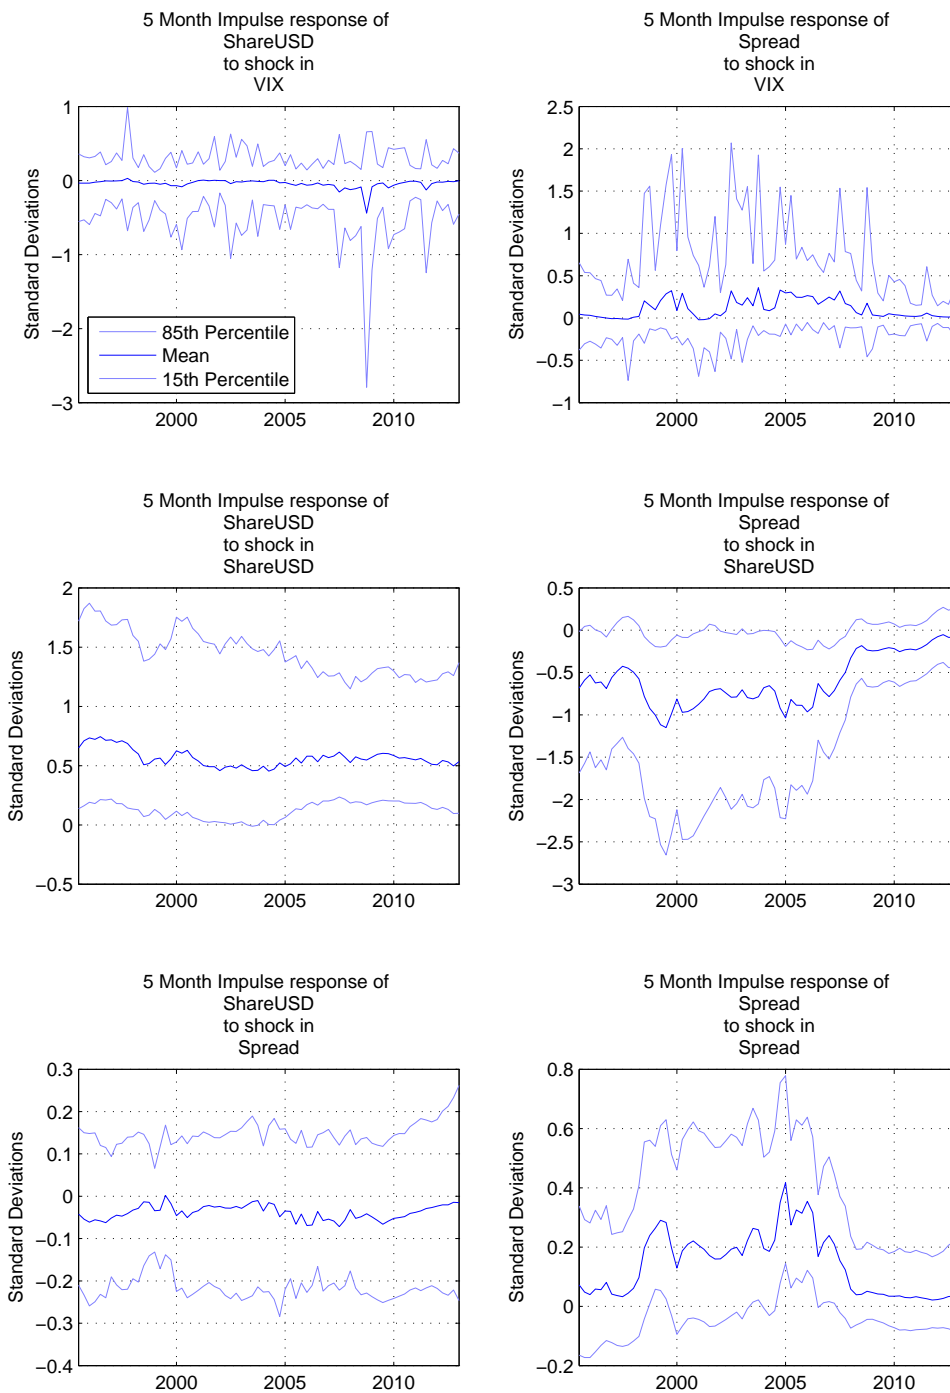 5 Month Impulse response of
ShareUSD
to shock in
VIX
Standard Deviations
1
0
−1
−2
−3
85th Percentile
Mean
15th Percentile
2000
2005
2010
5 Month Impulse response of
Spread
to shock in
VIX
Standard Deviations
2.5
2
1.5
1
0.5
0
−0.5
−1
2000
2005
2010
5 Month Impulse response of
ShareUSD
to shock in
ShareUSD
Standard Deviations
2
1.5
1
0.5
0
−0.5
2000
2005
2010
5 Month Impulse response of
Spread
to shock in
ShareUSD
Standard Deviations
0.5
0
−0.5
−1
−1.5
−2
−2.5
−3
2000
2005
2010
5 Month Impulse response of
ShareUSD
to shock in
Spread
Standard Deviations
0.3
0.2
0.1
0
−0.1
−0.2
−0.3
−0.4
2000
2005
2010
5 Month Impulse response of
Spread
to shock in
Spread
Standard Deviations
0.8
0.6
0.4
0.2
0
−0.2
2000
2005
2010